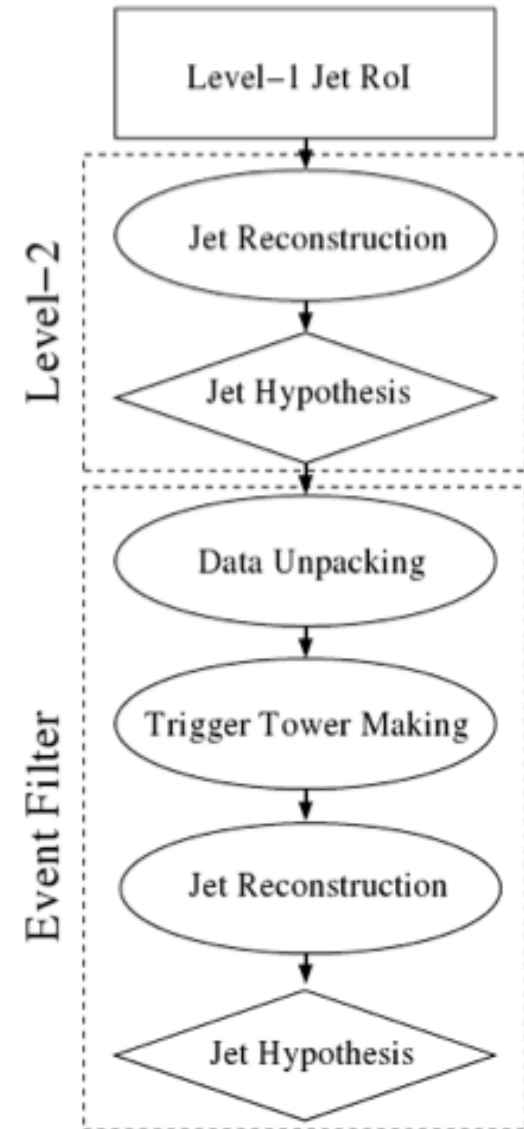 Level−1 Jet RoI
Level−2
Jet Reconstruction
Jet Hypothesis
Event Filter
Data Unpacking
Trigger Tower Making
Jet Reconstruction
Jet Hypothesis